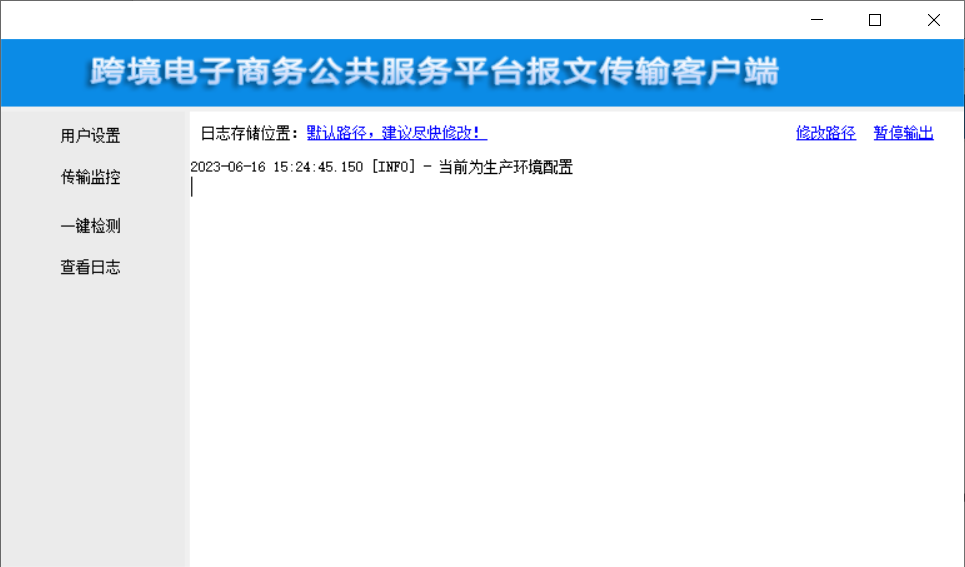 跨境电子商务公共服务平台报文传输客户端
用户设置
传输监控
一键检测
查看日志
日志存储位置：默认路径，建议尽快修改！ 修改路径 暂停输出
2023-06-16 15:24:45.150 [INFO] - 当前为生产环境配置